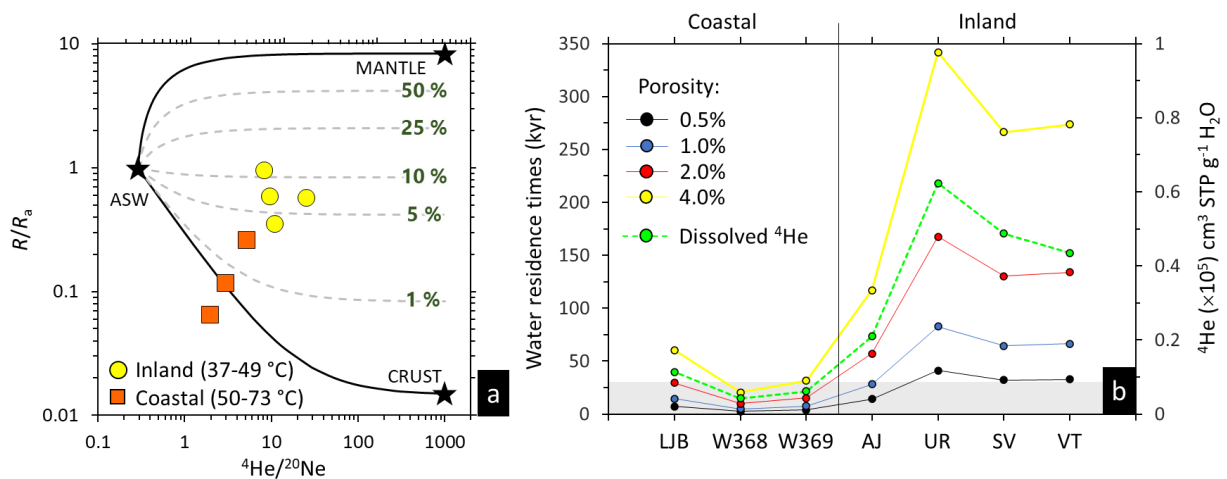 10
1
0.1
0.01
R/Rₐ
MANTLE
50 %
25 %
10 %
ASW
5 %
1 %
Inland (37-49 °C)
Coastal (50-73 °C)
CRUST
a
0.1
1
10
100
1000
⁴He/²⁰Ne
Coastal
Inland
350
300
250
200
150
100
50
0
Water residence times (kyr)
Porosity:
0.5%
1.0%
2.0%
4.0%
Dissolved ⁴He
b
1
0.8
0.6
0.4
0.2
0
⁴He (×10⁵) cm³ STP g⁻¹ H₂O
LJB
W368
W369
AJ
UR
SV
VT